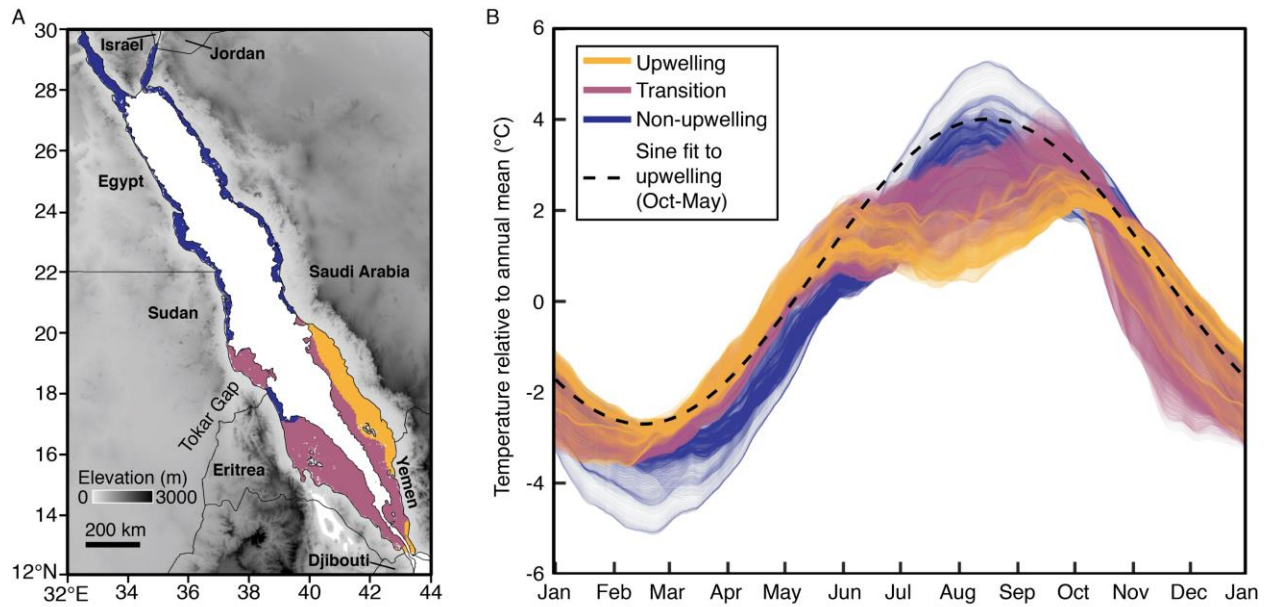 A
30
28
26
24
22
20
18
16
14
12°N
32°E
34
36
38
40
42
44
Israel
Jordan
Egypt
Saudi Arabia
Sudan
Tokar Gap
Eritrea
Yemen
Djibouti
Elevation (m)
0 3000
200 km
B
Temperature relative to annual mean (°C)
6
4
2
0
-2
-4
-6
Upwelling
Transition
Non-upwelling
Sine fit to
upwelling
(Oct-May)
Jan Feb Mar Apr May Jun Jul Aug Sep Oct Nov Dec Jan